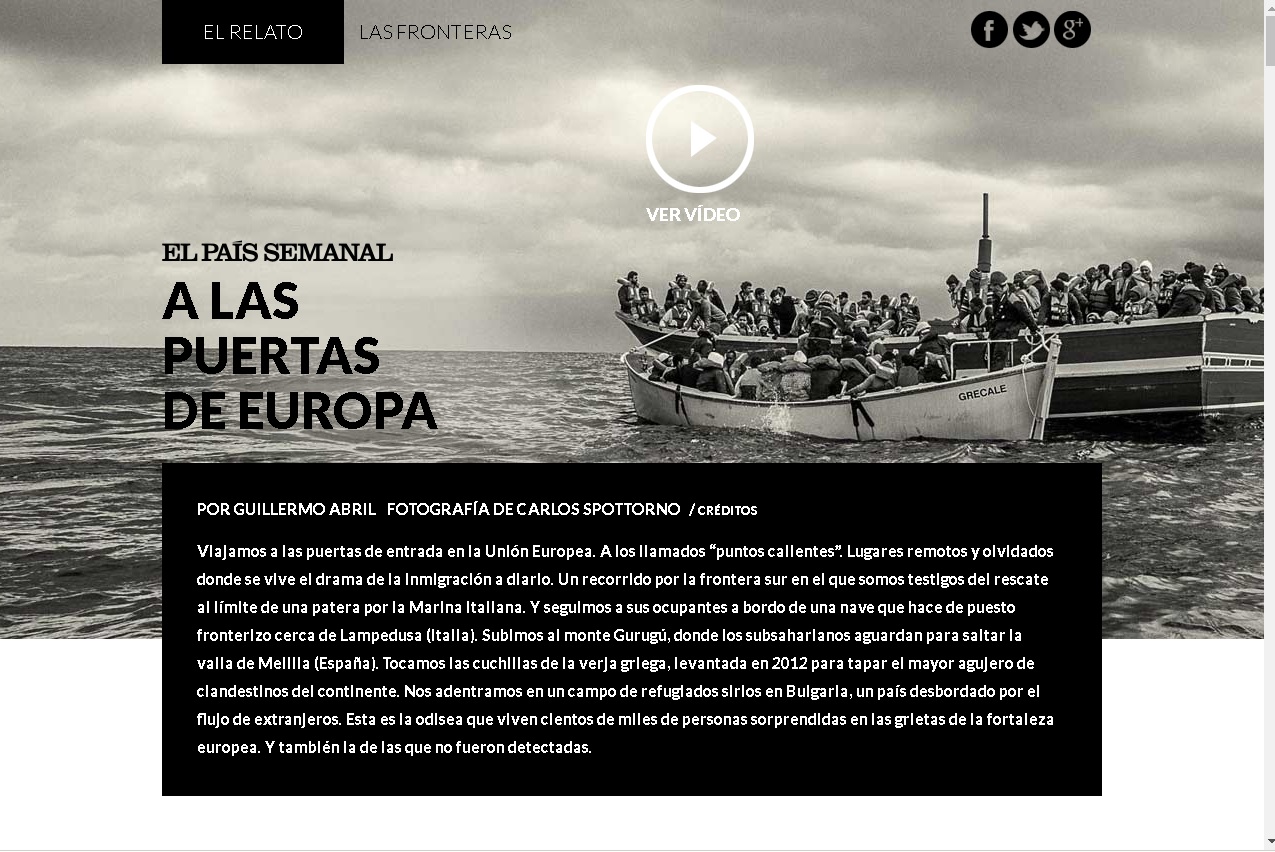 EL RELATO
LAS FRONTERAS
VER VÍDEO
EL PAÍS SEMANAL
A LAS
PUERTAS
DE EUROPA
GRECALE
POR GUILLERMO ABRIL FOTOGRAFÍA DE CARLOS SPOTTORNO / CRÉDITOS
Viajamos a las puertas de entrada en la Unión Europea. A los llamados “puntos calientes”. Lugares remotos y olvidados
donde se vive el drama de la inmigración a diario. Un recorrido por la frontera sur en el que somos testigos del rescate
al límite de una patera por la Marina italiana. Y seguimos a sus ocupantes a bordo de una nave que hace de puesto
fronterizo cerca de Lampedusa (Italia). Subimos al monte Gurugú, donde los subsaharianos aguardan para saltar la
valla de Melilla (España). Tocamos las cuchillas de la verja griega, levantada en 2012 para tapar el mayor agujero de
clandestinos del continente. Nos adentramos en un campo de refugiados sirios en Bulgaria, un país desbordado por el
flujo de extranjeros. Esta es la odisea que viven cientos de miles de personas sorprendidas en las grietas de la fortaleza
europea. Y también la de las que no fueron detectadas.